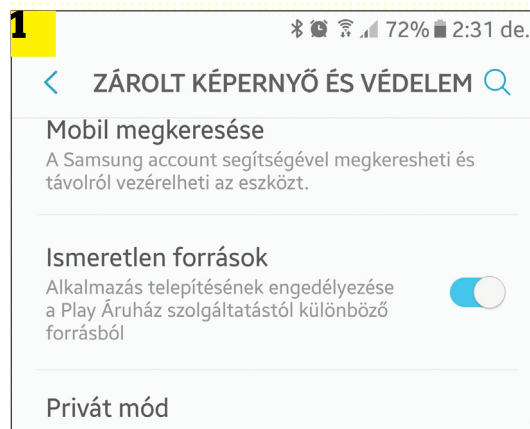 1
72% 2:31 de.
ZÁROLT KÉPERNYŐ ÉS VÉDELEM
Mobil megkeresése
A Samsung account segítségével megkeresheti és
távolról vezérelheti az eszközt.
Ismeretlen források
Alkalmazás telepítésének engedélyezése
a Play Áruház szolgáltatástól különböző
forrásból
Privát mód